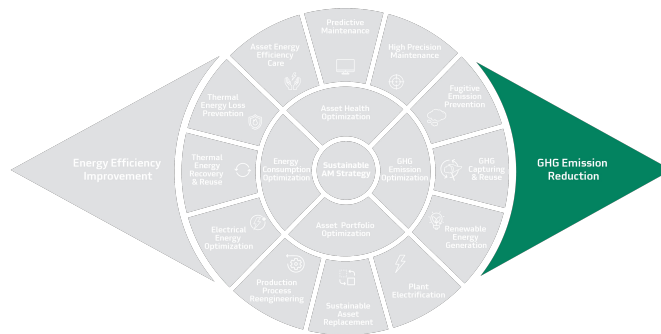 Predictive
Maintenance
Asset Energy
Efficiency
Care
High Precision
Maintenance
Thermal
Energy Loss
Prevention
Fugitive
Emission
Prevention
Asset Health
Optimization
Energy Efficiency
Improvement
Thermal
Energy
Recovery
& Reuse
Energy
Consumption
Optimization
Sustainable
AM Strategy
GHG
Emission
Optimization
GHG
Capturing
& Reuse
GHG Emission
Reduction
Electrical
Energy
Optimization
Asset Portfolio
Optimization
Renewable
Energy
Generation
Production
Process
Reengineering
Sustainable
Asset
Replacement
Plant
Electrification